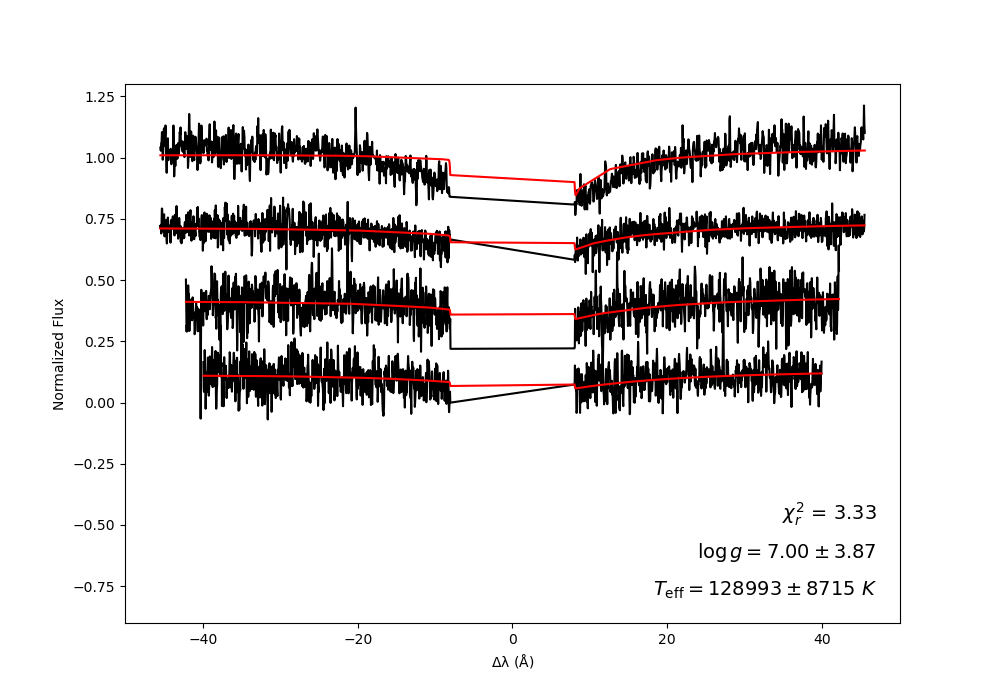 1.25
1.00
0.75
0.50
0.25
0.00
−0.25
−0.50
−0.75
Normalized Flux
χ²ᵣ = 3.33
log g = 7.00 ± 3.87
T_eff = 128993 ± 8715 K
−40
−20
0
20
40
Δλ (Å)